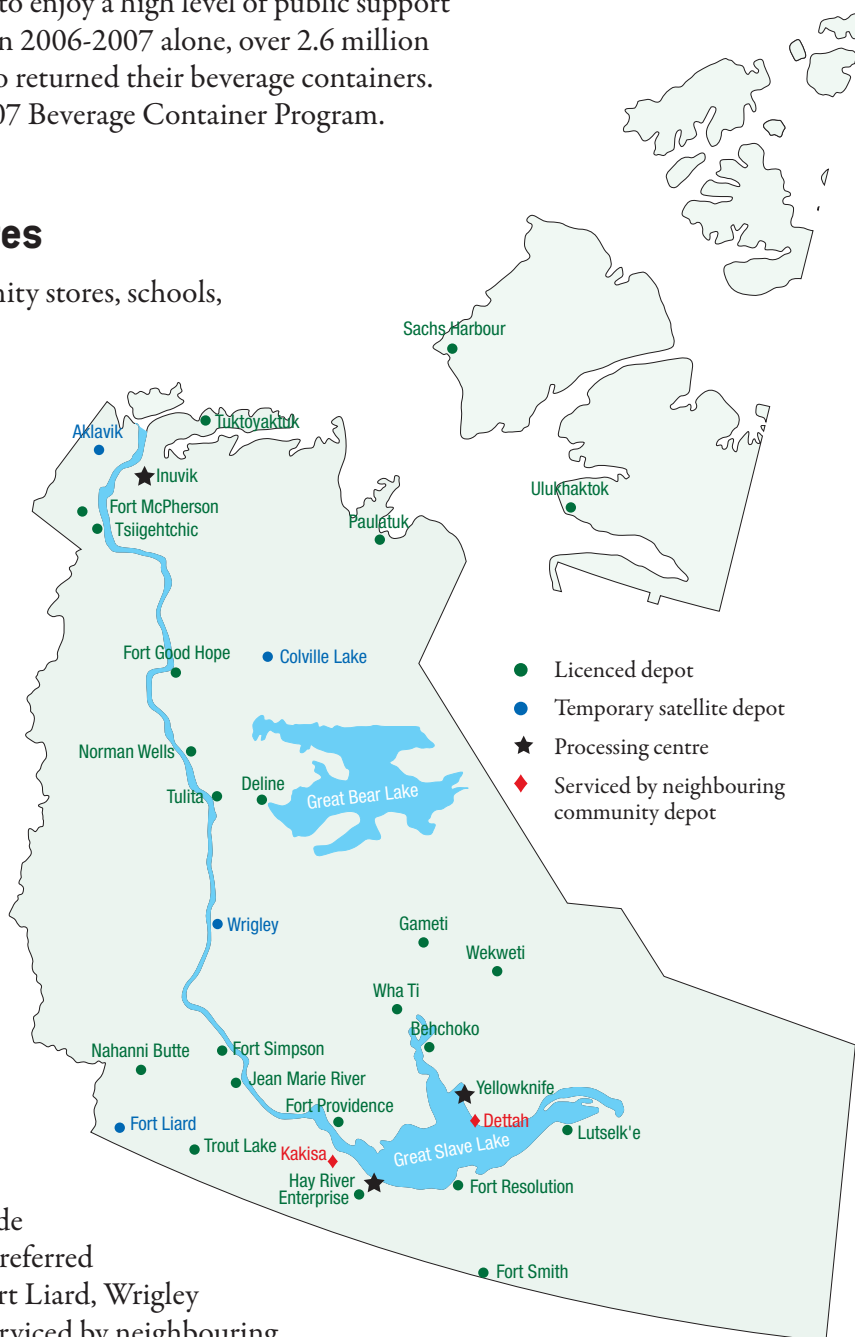 to enjoy a high level of public support
n 2006-2007 alone, over 2.6 million
o returned their beverage containers.
07 Beverage Container Program.
es
nity stores, schools,
Sachs Harbour
Aklavik
Tuktoyaktuk
Inuvik
Ulukhaktok
Fort McPherson
Paulatuk
Tsiigehtchic
Fort Good Hope
Colville Lake
Licenced depot
Temporary satellite depot
Processing centre
Serviced by neighbouring
community depot
Norman Wells
Deline
Tulita
Great Bear Lake
Wrigley
Gameti
Wekweti
Wha Ti
Behchoko
Nahanni Butte
Fort Simpson
Jean Marie River
Yellowknife
Fort Providence
Fort Liard
Dettah
Lutselk'e
Trout Lake
Kakisa
Great Slave Lake
Hay River
Enterprise
Fort Resolution
Fort Smith
de
referred
rt Liard, Wrigley
rviced by neighbouring